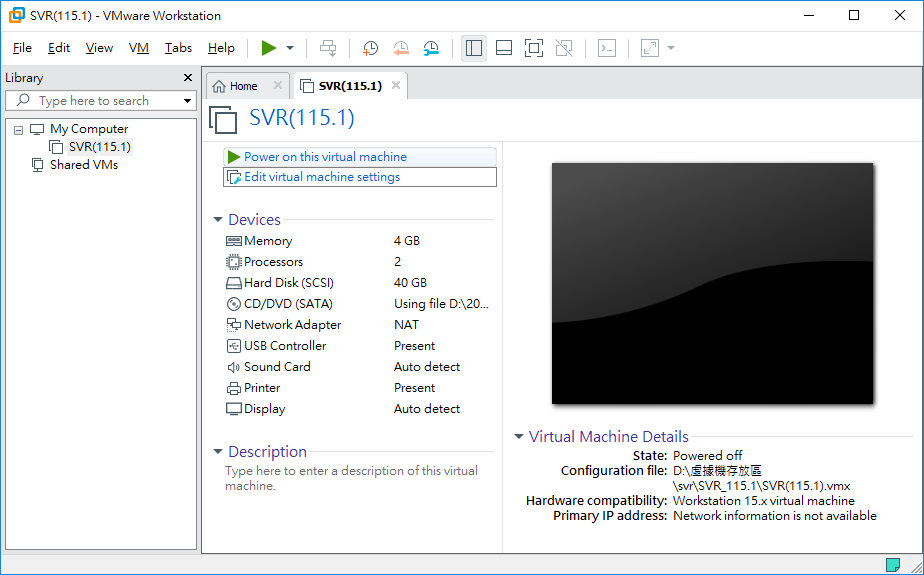 SVR(115.1) - VMware Workstation
File Edit View VM Tabs Help
Library
Type here to search
My Computer
SVR(115.1)
Shared VMs
Home
SVR(115.1)
SVR(115.1)
Power on this virtual machine
Edit virtual machine settings
Devices
Memory 4 GB
Processors 2
Hard Disk (SCSI) 40 GB
CD/DVD (SATA) Using file D:\20...
Network Adapter NAT
USB Controller Present
Sound Card Auto detect
Printer Present
Display Auto detect
Description
Type here to enter a description of this virtual
machine.
Virtual Machine Details
State: Powered off
Configuration file: D:\虛擬機存放區
\svr\SVR_115.1\SVR(115.1).vmx
Hardware compatibility: Workstation 15.x virtual machine
Primary IP address: Network information is not available